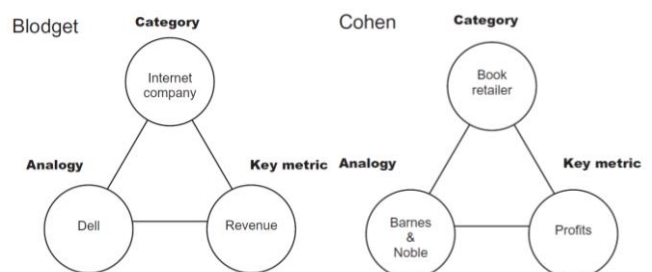 Blodget
Category
Internet
company
Analogy
Key metric
Dell
Revenue
Cohen
Category
Book
retailer
Analogy
Key metric
Barnes
&
Noble
Profits